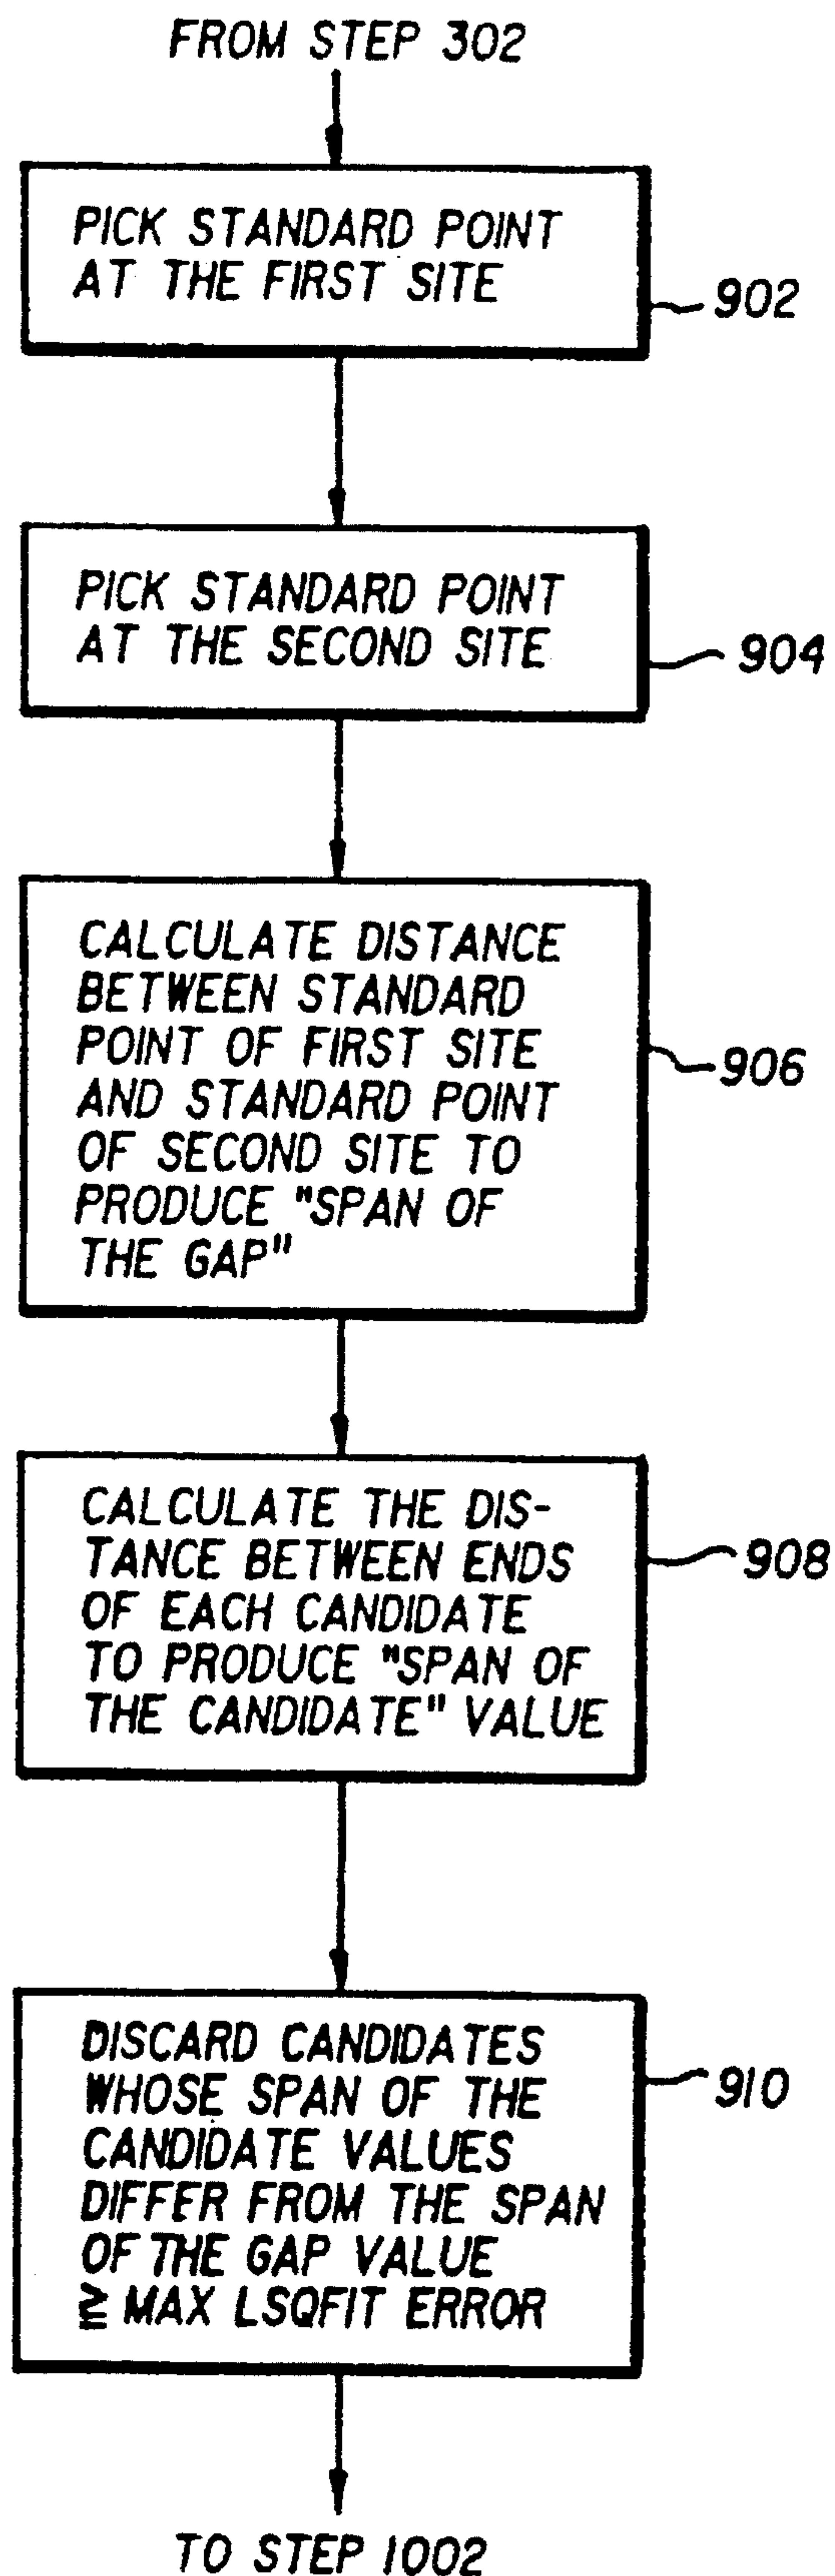 FROM STEP 302
PICK STANDARD POINT
AT THE FIRST SITE
902
PICK STANDARD POINT
AT THE SECOND SITE
904
CALCULATE DISTANCE
BETWEEN STANDARD
POINT OF FIRST SITE
AND STANDARD POINT
OF SECOND SITE TO
PRODUCE "SPAN OF
THE GAP"
906
CALCULATE THE DIS-
TANCE BETWEEN ENDS
OF EACH CANDIDATE
TO PRODUCE "SPAN OF
THE CANDIDATE" VALUE
908
DISCARD CANDIDATES
WHOSE SPAN OF THE
CANDIDATE VALUES
DIFFER FROM THE SPAN
OF THE GAP VALUE
≧ MAX LSQFIT ERROR
910
TO STEP 1002